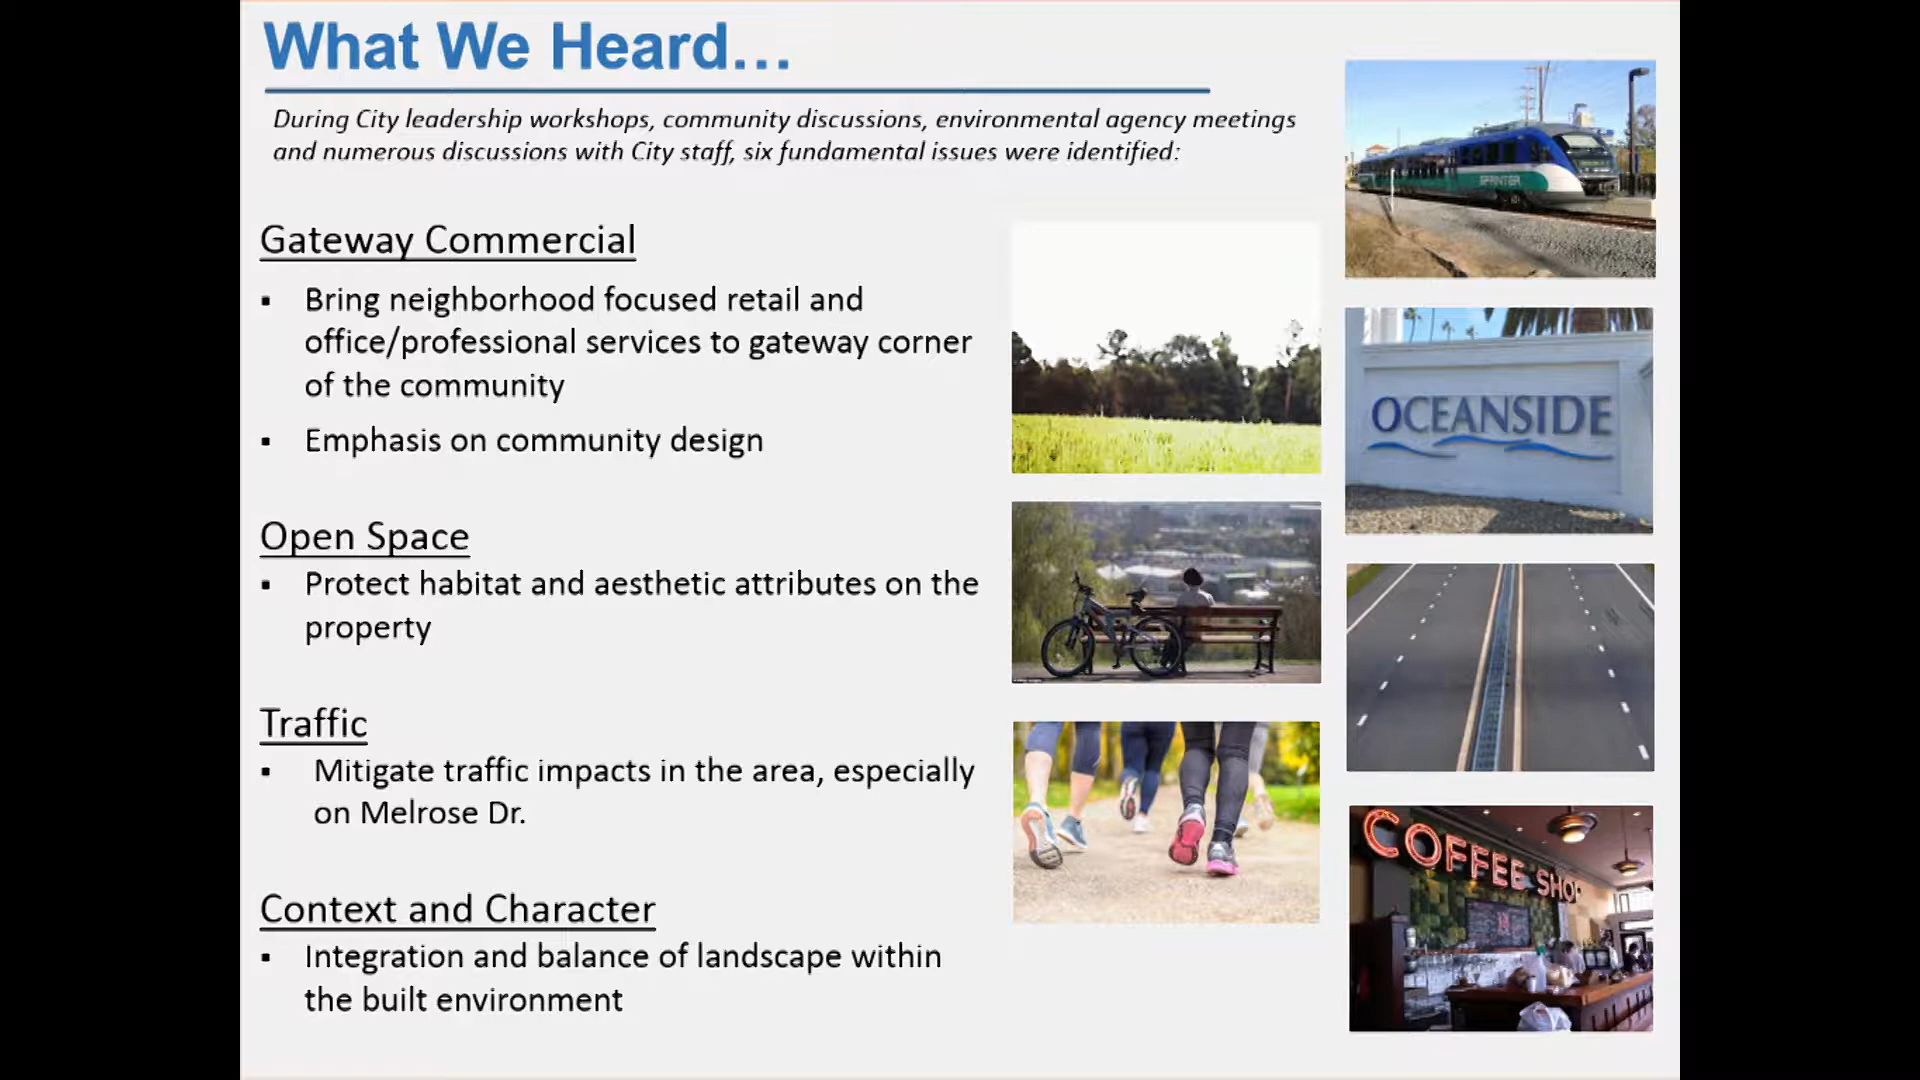 What We Heard...
During City leadership workshops, community discussions, environmental agency meetings
and numerous discussions with City staff, six fundamental issues were identified:
Gateway Commercial
▪ Bring neighborhood focused retail and
office/professional services to gateway corner
of the community
▪ Emphasis on community design
Open Space
▪ Protect habitat and aesthetic attributes on the
property
Traffic
▪ Mitigate traffic impacts in the area, especially
on Melrose Dr.
Context and Character
▪ Integration and balance of landscape within
the built environment
SPRINTER
OCEANSIDE
COFFEE SHOP